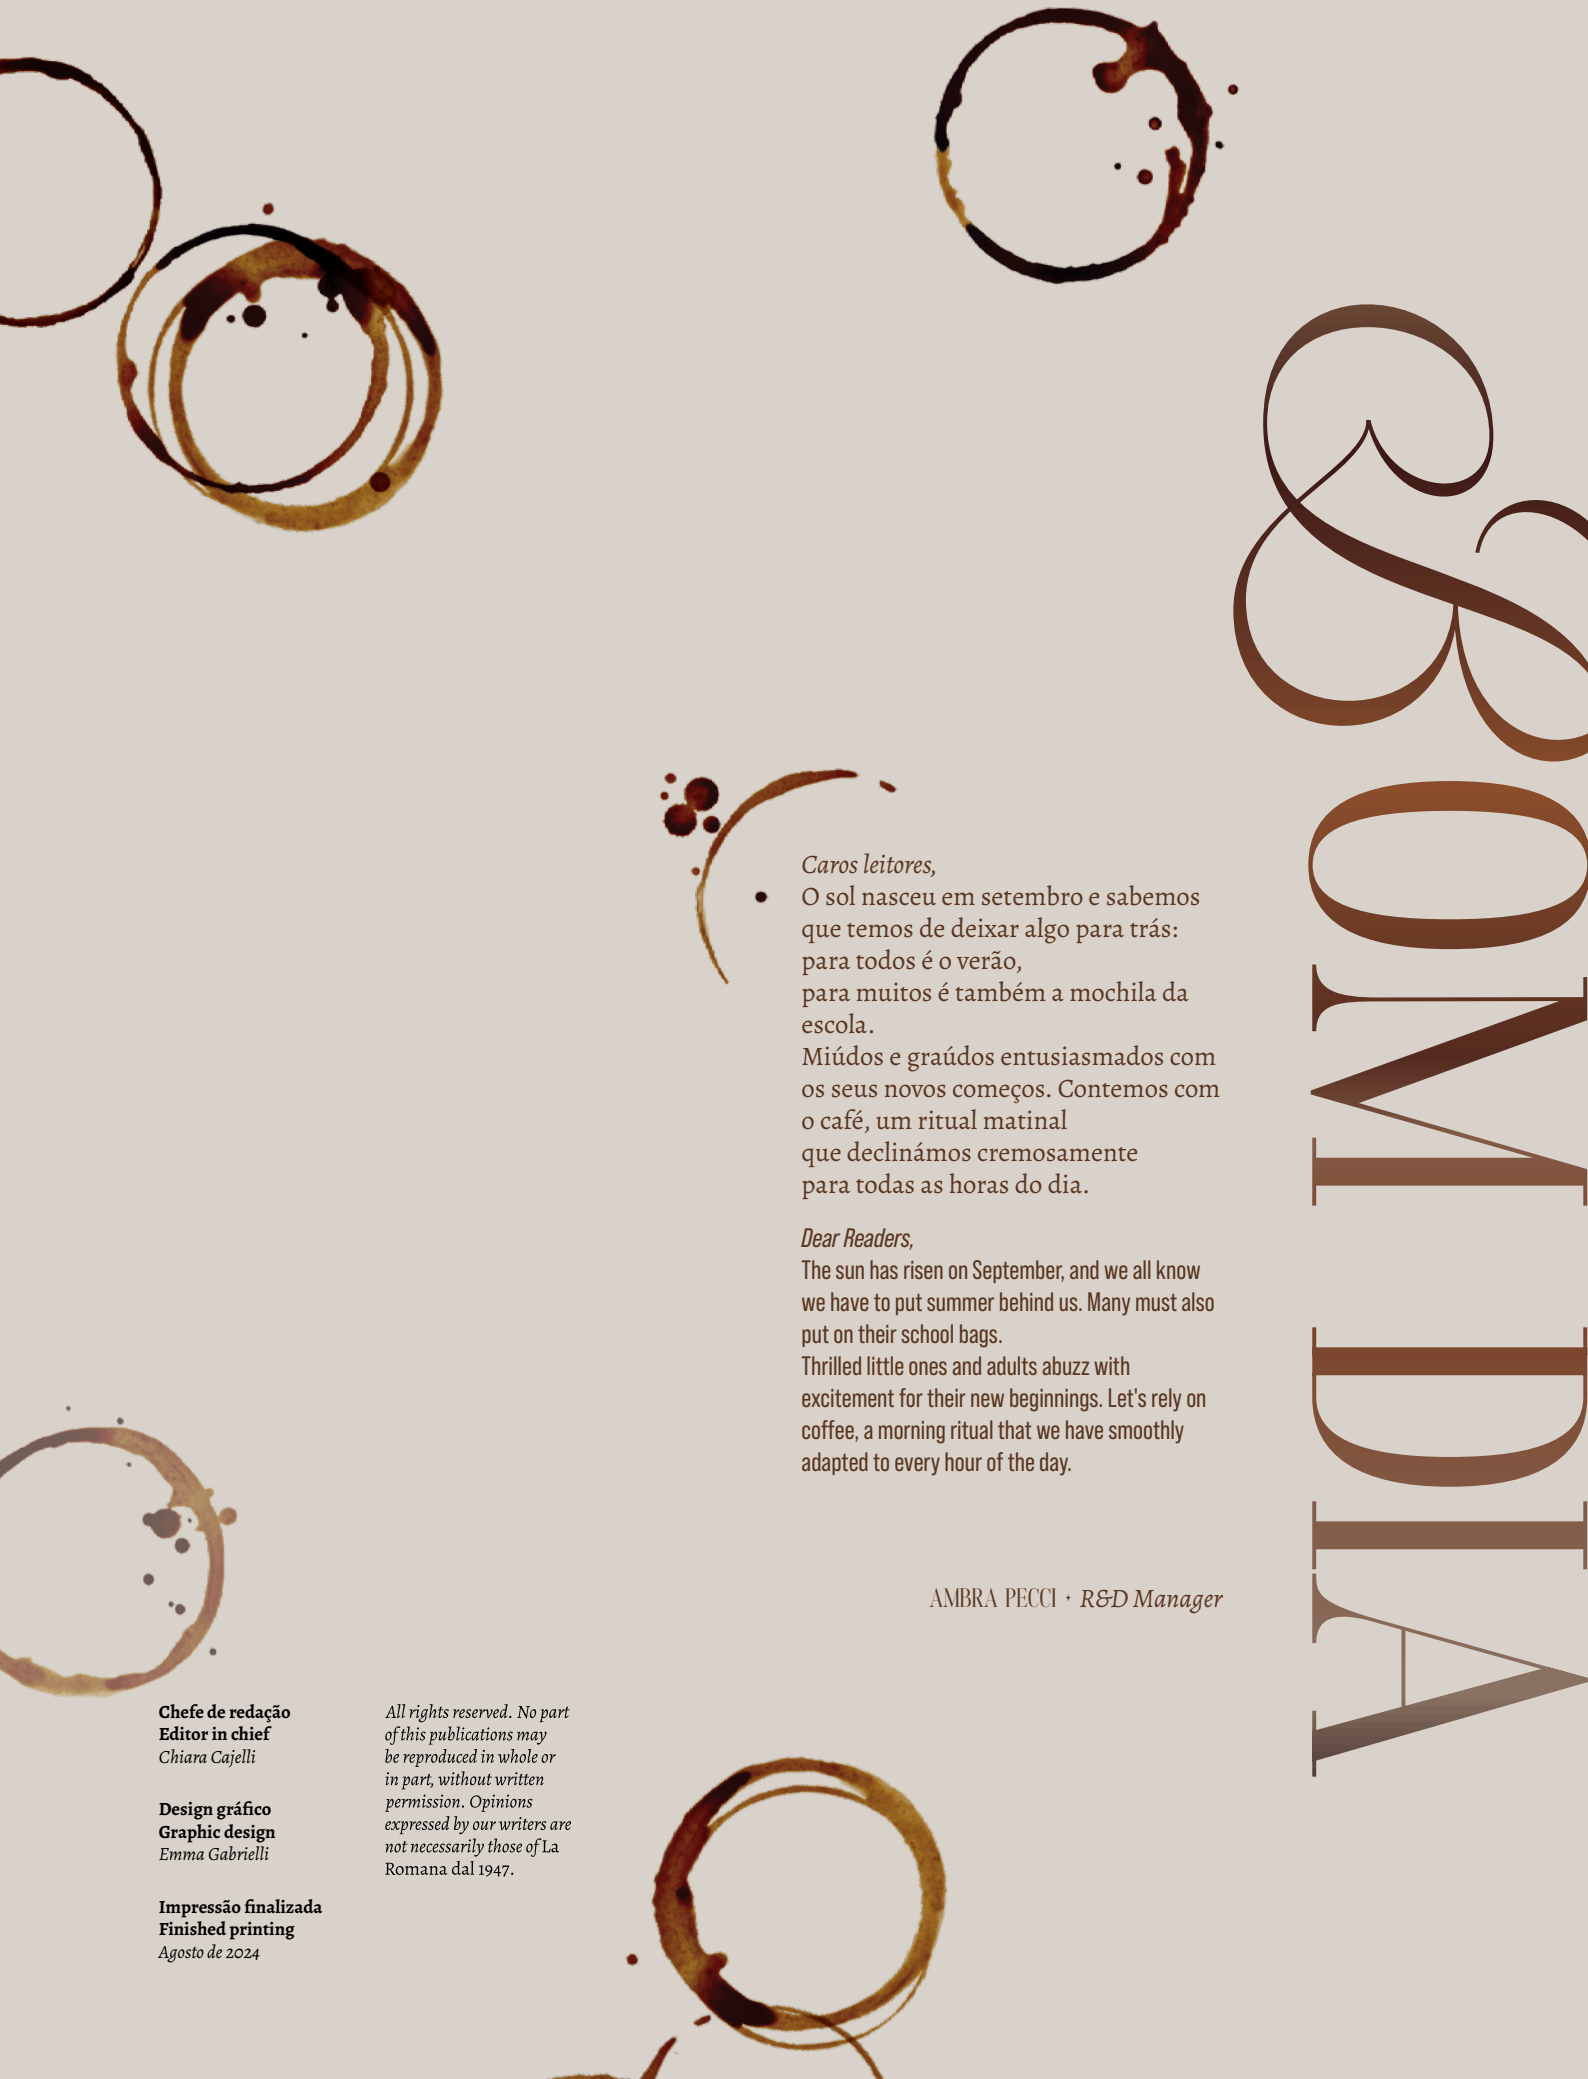 &OM DIA
Caros leitores,
O sol nasceu em setembro e sabemos
que temos de deixar algo para trás:
para todos é o verão,
para muitos é também a mochila da
escola.
Miúdos e graúdos entusiasmados com
os seus novos começos. Contemos com
o café, um ritual matinal
que declinámos cremosamente
para todas as horas do dia.
Dear Readers,
The sun has risen on September, and we all know
we have to put summer behind us. Many must also
put on their school bags.
Thrilled little ones and adults abuzz with
excitement for their new beginnings. Let's rely on
coffee, a morning ritual that we have smoothly
adapted to every hour of the day.
AMBRA PECCI + R&D Manager
Chefe de redação
Editor in chief
Chiara Cajelli
Design gráfico
Graphic design
Emma Gabrielli
Impressão finalizada
Finished printing
Agosto de 2024
All rights reserved. No part
of this publications may
be reproduced in whole or
in part, without written
permission. Opinions
expressed by our writers are
not necessarily those of La
Romana dal 1947.